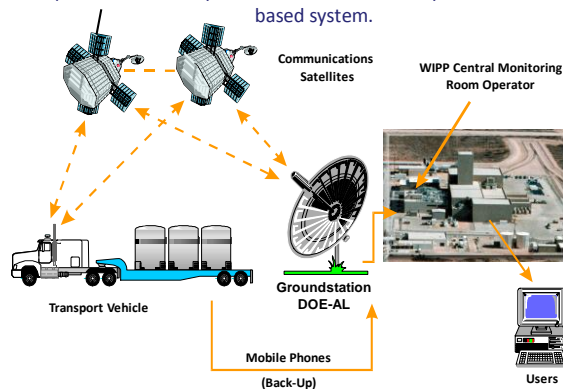 based system.
Communications
Satellites
WIPP Central Monitoring
Room Operator
Transport Vehicle
Groundstation
DOE-AL
Mobile Phones
(Back-Up)
Users